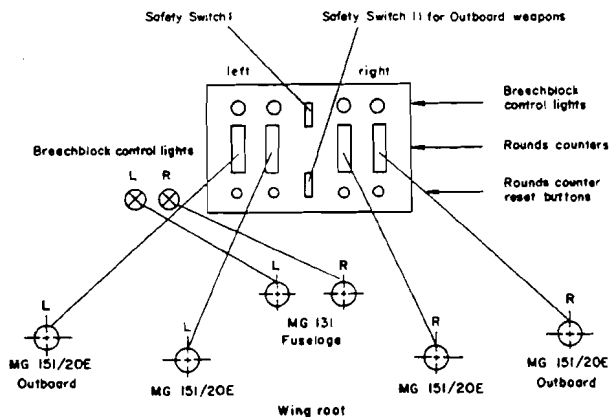 Safety Switch I
Safety Switch II for Outboard weapons
left
right
Breechblock
control lights
Breechblock control lights
Rounds counters
L
R
Rounds counter
reset buttons
L
R
L
MG 131
R
L
Fuseloge
R
MG 151/20E
Outboard
MG 151/20E
MG 151/20E
MG 151/20E
Outboard
Wing root